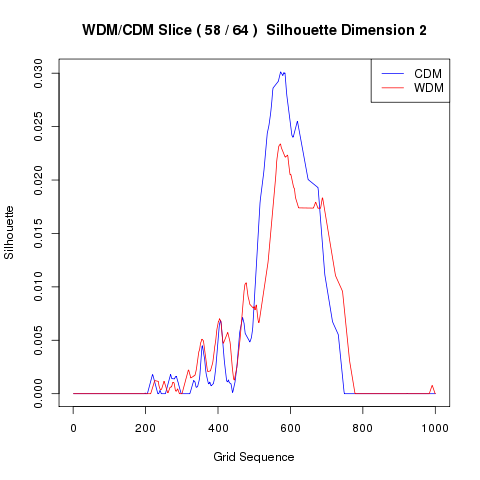 WDM/CDM Slice ( 58 / 64 )  Silhouette Dimension 2
CDM
WDM
Silhouette
0.030
0.025
0.020
0.015
0.010
0.005
0.000
0 200 400 600 800 1000
Grid Sequence